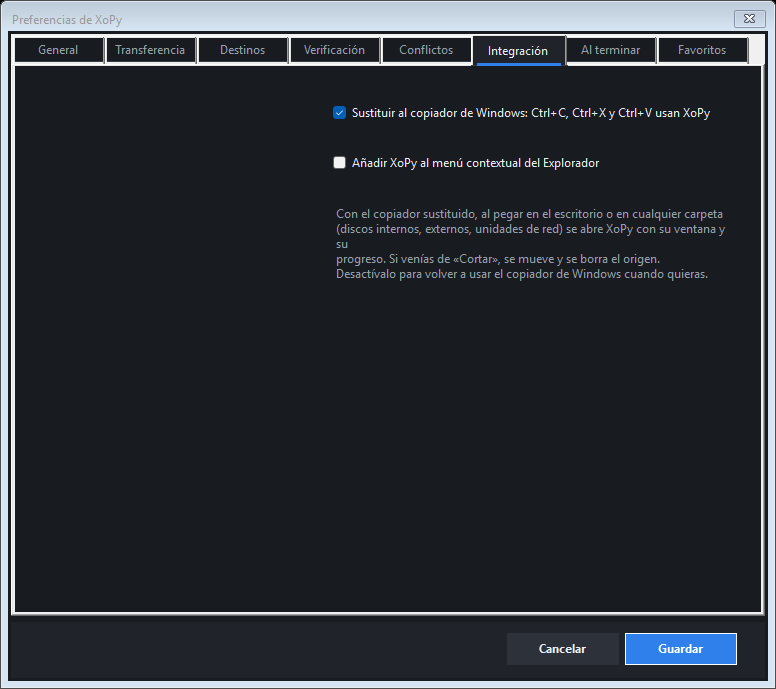 Preferencias de XoPy
General Transferencia Destinos Verificación Conflictos Integración Al terminar Favoritos
Sustituir al copiador de Windows: Ctrl+C, Ctrl+X y Ctrl+V usan XoPy
Añadir XoPy al menú contextual del Explorador
Con el copiador sustituido, al pegar en el escritorio o en cualquier carpeta
(discos internos, externos, unidades de red) se abre XoPy con su ventana y
su
progreso. Si venías de «Cortar», se mueve y se borra el origen.
Desactívalo para volver a usar el copiador de Windows cuando quieras.
Cancelar Guardar